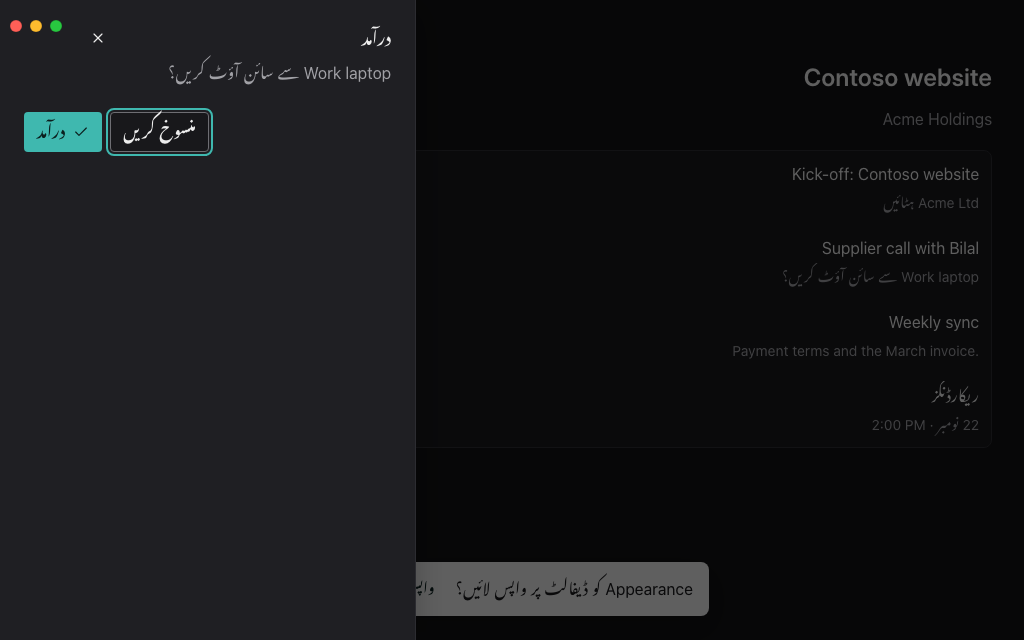 درآمد
Work laptop سے سائن آؤٹ کریں؟
منسوخ کریں
درآمد
Contoso website
Acme Holdings
Kick-off: Contoso website
Acme Ltd ہٹائیں
Supplier call with Bilal
Work laptop سے سائن آؤٹ کریں؟
Weekly sync
Payment terms and the March invoice.
ریکارڈنگز
22 نومبر · 2:00 PM
Appearance کو ڈیفالٹ پر واپس لائیں؟